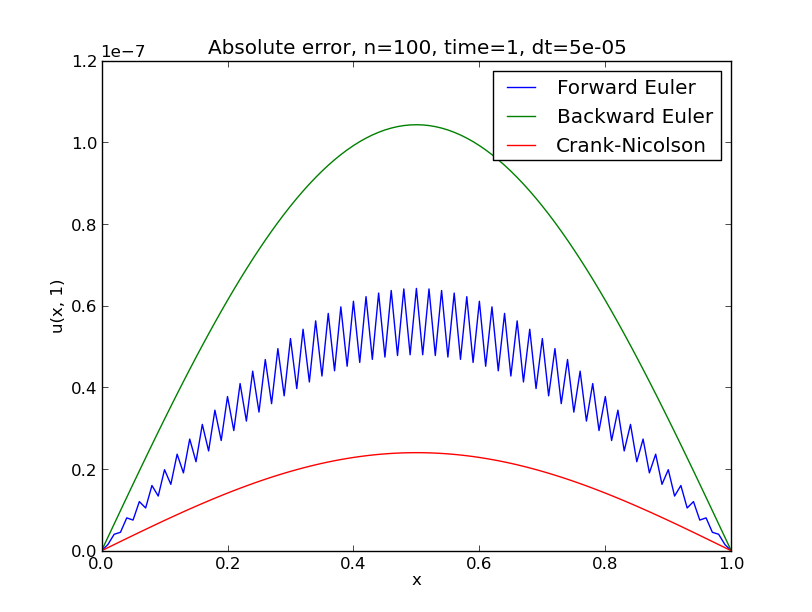 Absolute error, n=100, time=1, dt=5e-05
1e−7
1.2
1.0
0.8
0.6
0.4
0.2
0.0
u(x, 1)
Forward Euler
Backward Euler
Crank-Nicolson
0.0 0.2 0.4 0.6 0.8 1.0
x